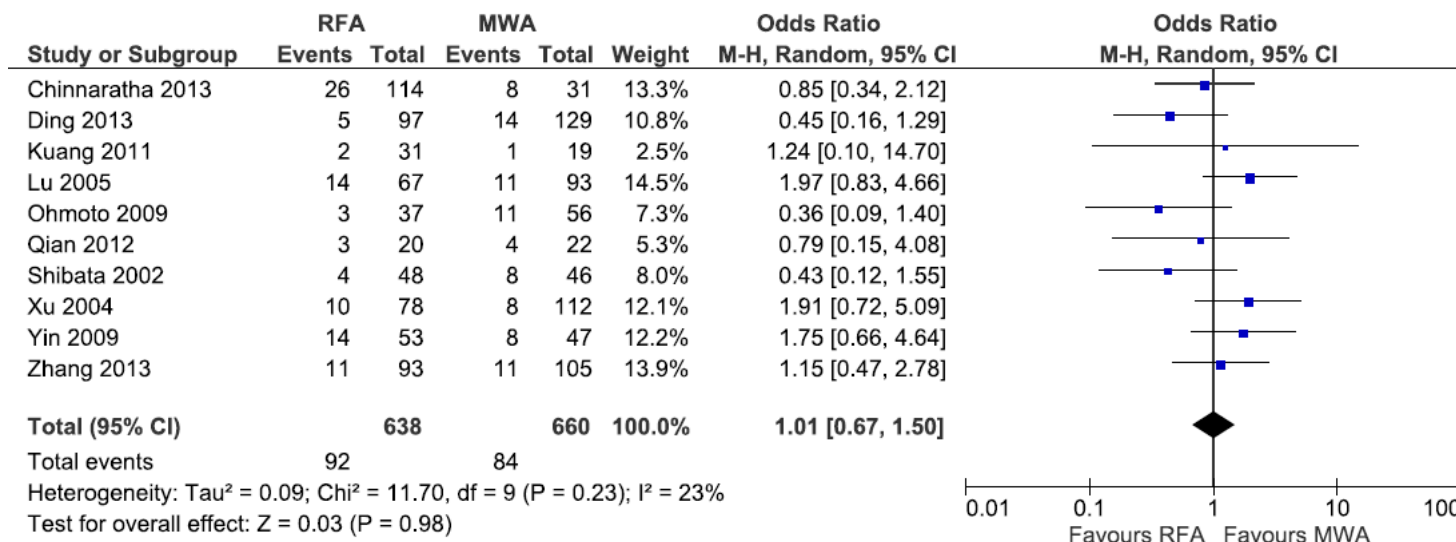 RFA MWA Odds Ratio Odds Ratio
Study or Subgroup Events Total Events Total Weight M-H, Random, 95% CI M-H, Random, 95% CI
Chinnaratha 2013 26 114 8 31 13.3% 0.85 [0.34, 2.12]
Ding 2013 5 97 14 129 10.8% 0.45 [0.16, 1.29]
Kuang 2011 2 31 1 19 2.5% 1.24 [0.10, 14.70]
Lu 2005 14 67 11 93 14.5% 1.97 [0.83, 4.66]
Ohmoto 2009 3 37 11 56 7.3% 0.36 [0.09, 1.40]
Qian 2012 3 20 4 22 5.3% 0.79 [0.15, 4.08]
Shibata 2002 4 48 8 46 8.0% 0.43 [0.12, 1.55]
Xu 2004 10 78 8 112 12.1% 1.91 [0.72, 5.09]
Yin 2009 14 53 8 47 12.2% 1.75 [0.66, 4.64]
Zhang 2013 11 93 11 105 13.9% 1.15 [0.47, 2.78]
Total (95% CI) 638 660 100.0% 1.01 [0.67, 1.50]
Total events 92 84
Heterogeneity: Tau² = 0.09; Chi² = 11.70, df = 9 (P = 0.23); I² = 23%
Test for overall effect: Z = 0.03 (P = 0.98)
0.01 0.1 1 10 100
Favours RFA Favours MWA